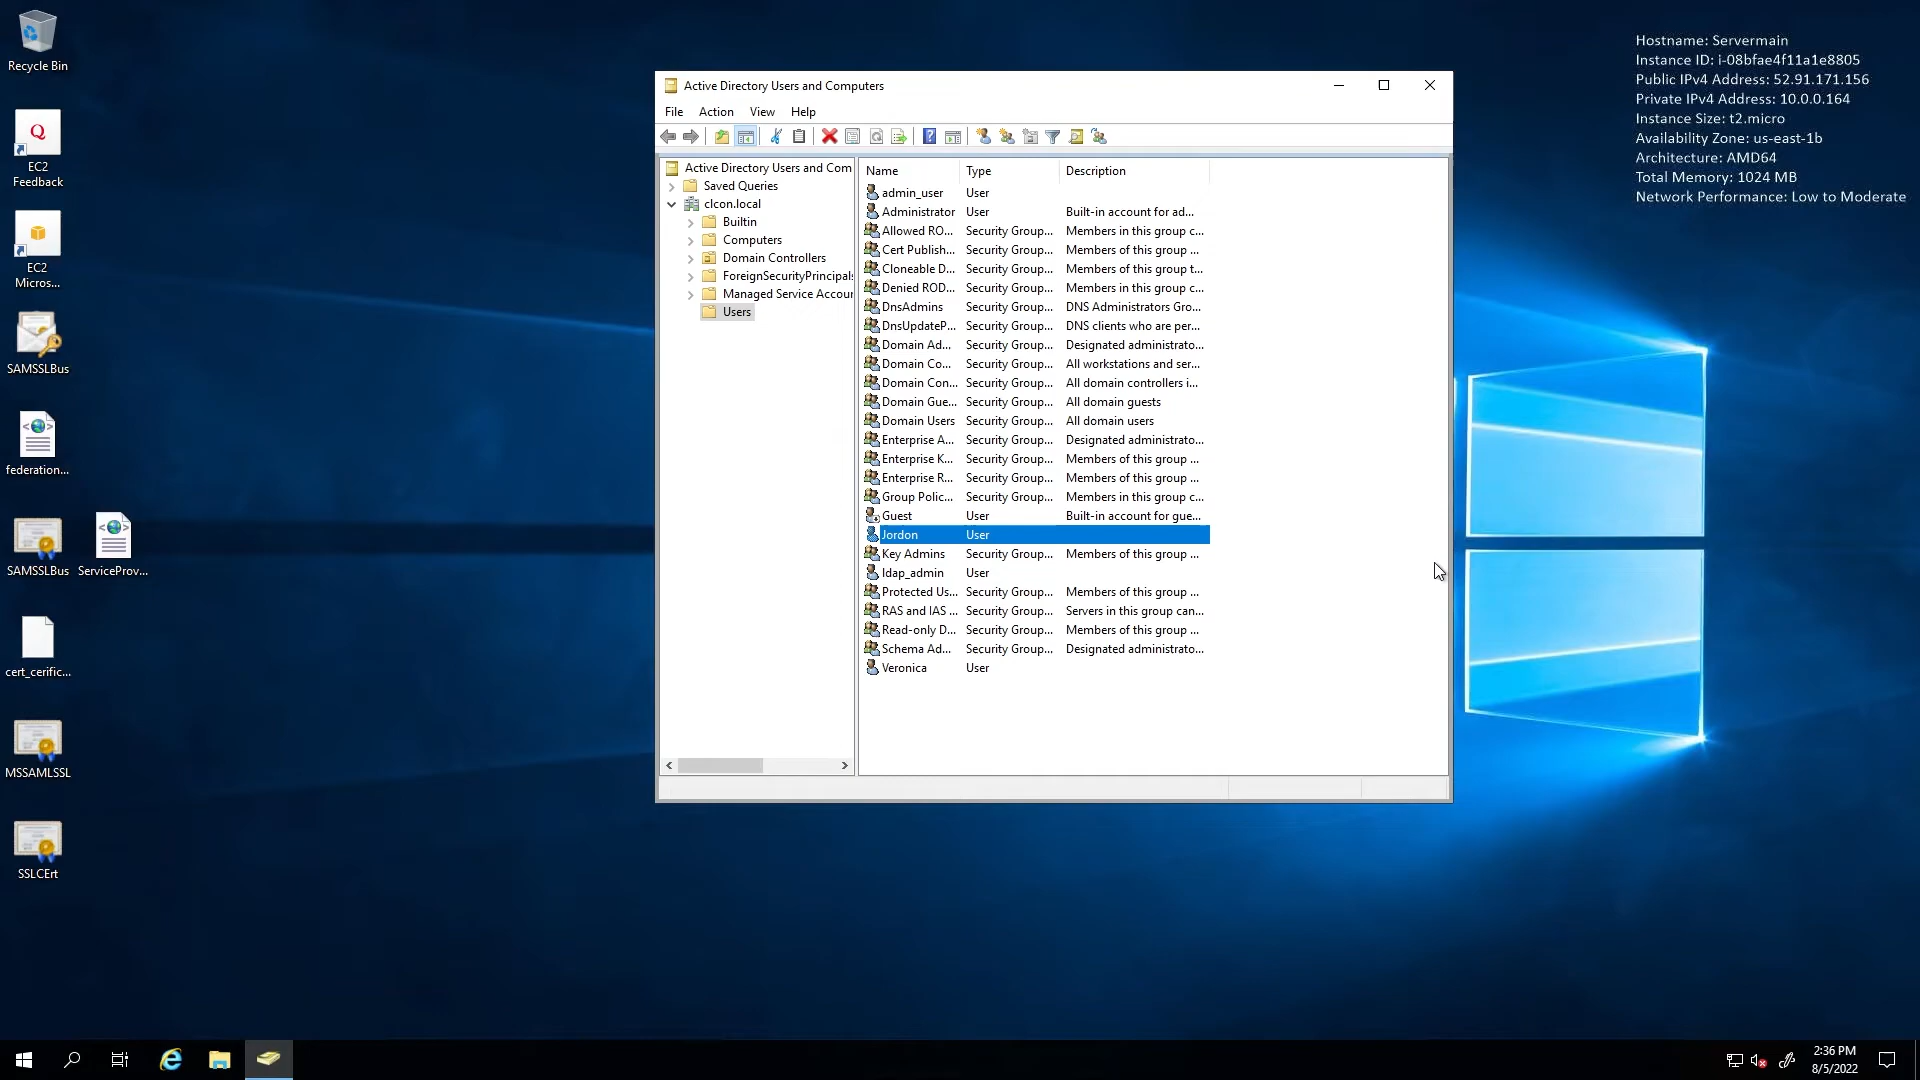 Recycle Bin
EC2
Feedback
EC2
Micros...
SAMSSLBus
federation...
SAMSSLBus
ServiceProv...
cert_cerific...
MSSAMLSSL
SSLCErt
Hostname: Servermain
Instance ID: i-08bfae4f11a1e8805
Public IPv4 Address: 52.91.171.156
Private IPv4 Address: 10.0.0.164
Instance Size: t2.micro
Availability Zone: us-east-1b
Architecture: AMD64
Total Memory: 1024 MB
Network Performance: Low to Moderate
Active Directory Users and Computers
File Action View Help
Active Directory Users and Com
Saved Queries
clcon.local
Builtin
Computers
Domain Controllers
ForeignSecurityPrincipals
Managed Service Accour
Users
Name Type Description
admin_user User
Administrator User Built-in account for ad...
Allowed RO... Security Group... Members in this group c...
Cert Publish... Security Group... Members of this group ...
Cloneable D... Security Group... Members of this group t...
Denied ROD... Security Group... Members in this group c...
DnsAdmins Security Group... DNS Administrators Gro...
DnsUpdateP... Security Group... DNS clients who are per...
Domain Ad... Security Group... Designated administrato...
Domain Co... Security Group... All workstations and ser...
Domain Con... Security Group... All domain controllers i...
Domain Gue... Security Group... All domain guests
Domain Users Security Group... All domain users
Enterprise A... Security Group... Designated administrato...
Enterprise K... Security Group... Members of this group ...
Enterprise R... Security Group... Members of this group ...
Group Polic... Security Group... Members in this group c...
Guest User Built-in account for gue...
Jordon User
Key Admins Security Group... Members of this group ...
ldap_admin User
Protected Us... Security Group... Members of this group ...
RAS and IAS ... Security Group... Servers in this group can...
Read-only D... Security Group... Members of this group ...
Schema Ad... Security Group... Designated administrato...
Veronica User
2:36 PM
8/5/2022